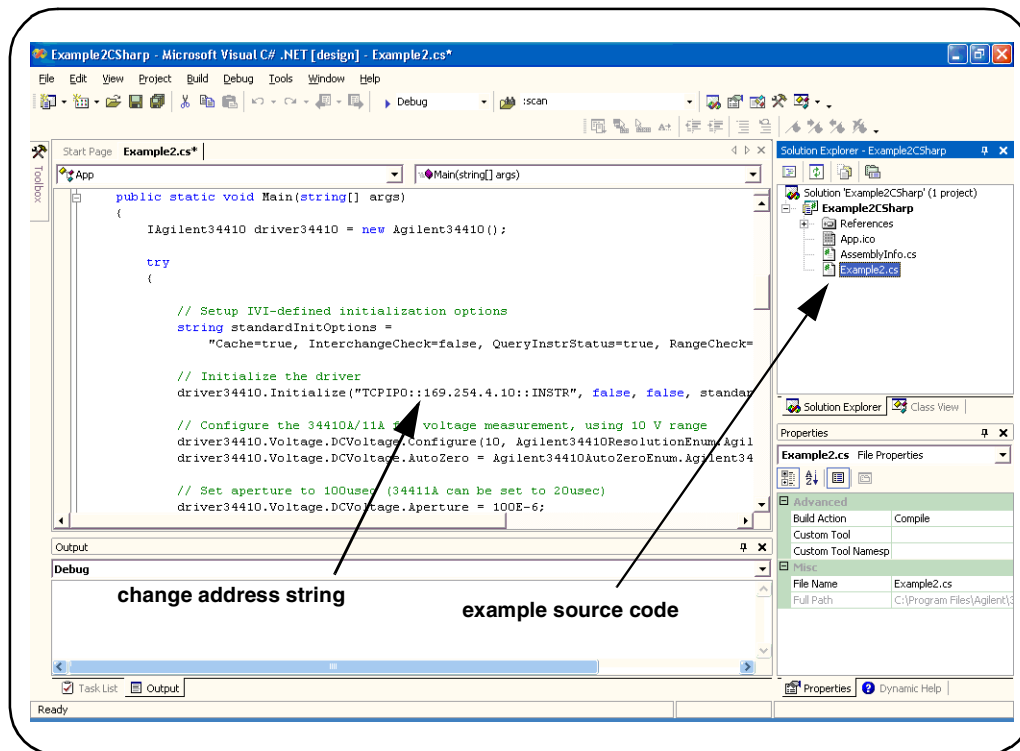 Example2CSharp - Microsoft Visual C# .NET [design] - Example2.cs*
File Edit View Project Build Debug Tools Window Help
Debug :scan
Toolbox
Start Page Example2.cs*
App Main(string[] args)
public static void Main(string[] args)
{
IAgilent34410 driver34410 = new Agilent34410();
try
{
// Setup IVI-defined initialization options
string standardInitOptions =
"Cache=true, InterchangeCheck=false, QueryInstrStatus=true, RangeCheck=
// Initialize the driver
driver34410.Initialize("TCPIP0::169.254.4.10::INSTR", false, false, standar
// Configure the 34410A/11A voltage measurement, using 10 V range
driver34410.Voltage.DCVoltage.Configure(10, Agilent34410ResolutionEnum.Agil
driver34410.Voltage.DCVoltage.AutoZero = Agilent34410AutoZeroEnum.Agilent34
// Set aperture to 100usec (34411A can be set to 20usec)
driver34410.Voltage.DCVoltage.Aperture = 100E-6;
Output
Debug
change address string
example source code
Task List Output
Ready
Solution Explorer - Example2CSharp
Solution 'Example2CSharp' (1 project)
Example2CSharp
References
App.ico
AssemblyInfo.cs
Example2.cs
Solution Explorer Class View
Properties
Example2.cs File Properties
Advanced
Build Action Compile
Custom Tool
Custom Tool Namesp
Misc
File Name Example2.cs
Full Path C:\Program Files\Agilent\3
Properties Dynamic Help